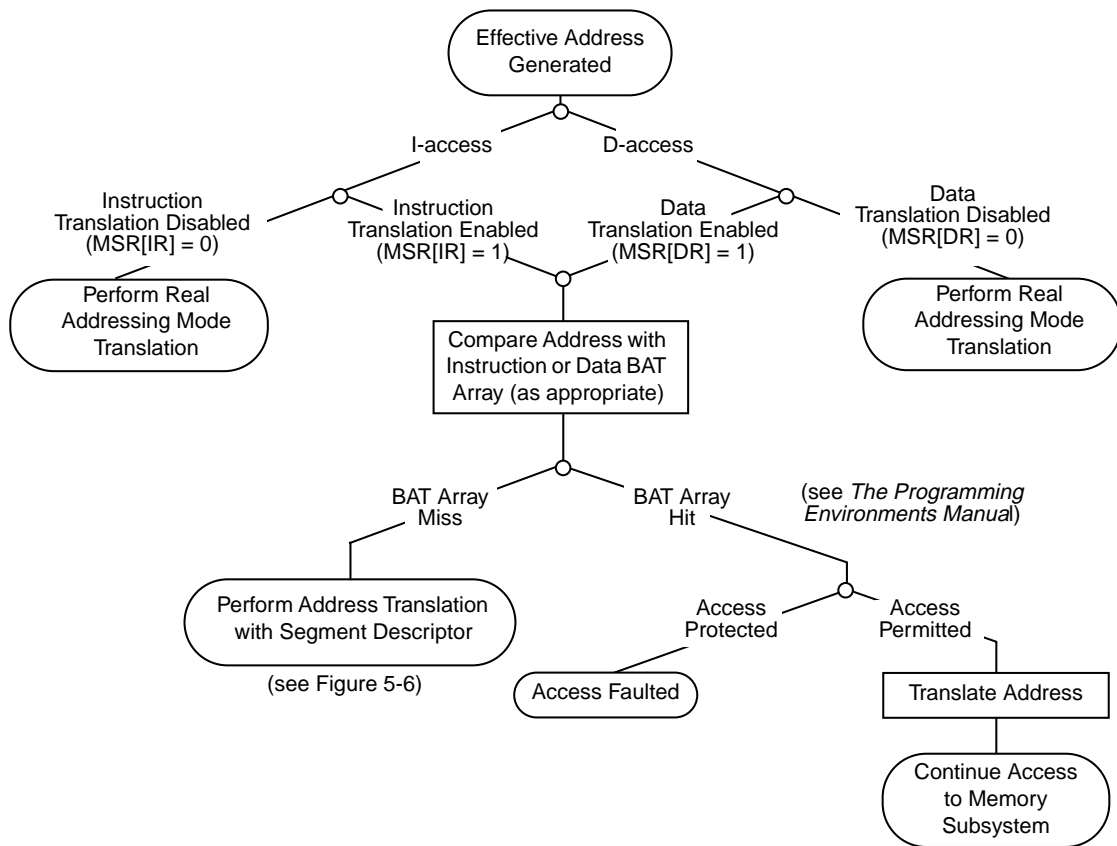 Effective Address
Generated
I-access
D-access
Instruction
Translation Disabled
(MSR[IR] = 0)
Instruction
Translation Enabled
(MSR[IR] = 1)
Data
Translation Enabled
(MSR[DR] = 1)
Data
Translation Disabled
(MSR[DR] = 0)
Perform Real
Addressing Mode
Translation
Perform Real
Addressing Mode
Translation
Compare Address with
Instruction or Data BAT
Array (as appropriate)
BAT Array
Miss
BAT Array
Hit
(see The Programming
Environments Manual)
Perform Address Translation
with Segment Descriptor
(see Figure 5-6)
Access
Protected
Access
Permitted
Access Faulted
Translate Address
Continue Access
to Memory
Subsystem